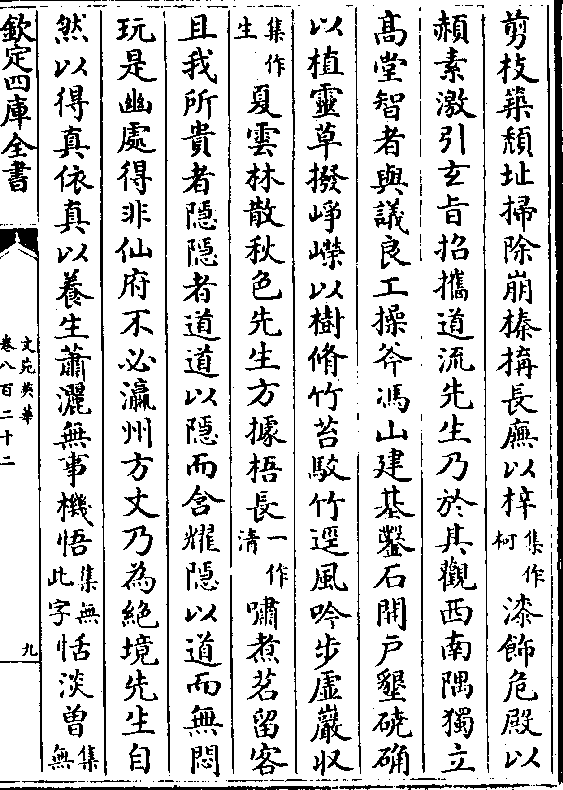 剪枝築頹址掃除崩榛搆長廡以梓集作柯漆飾危殿以
赬素激引玄旨招攜道流先生乃於其觀西南隅獨立
高堂智者與議良工操斧馮山建基鑿石開戶墾磽确
以植靈草撥崢嶸以樹脩竹苔駮竹逕風吟步虛巖收
集作生夏雲林散秋色先生方據梧長一作清嘯煮茗留客
且我所貴者隱隱者道道以隱而含耀隱以道而無悶
玩是幽處得非仙府不必瀛州方丈乃為絕境先生自
然以得真依真以養生蕭灑無事機悟集無此字恬淡曽集無
欽定四庫全書
文苑英華
卷八百二十二
九